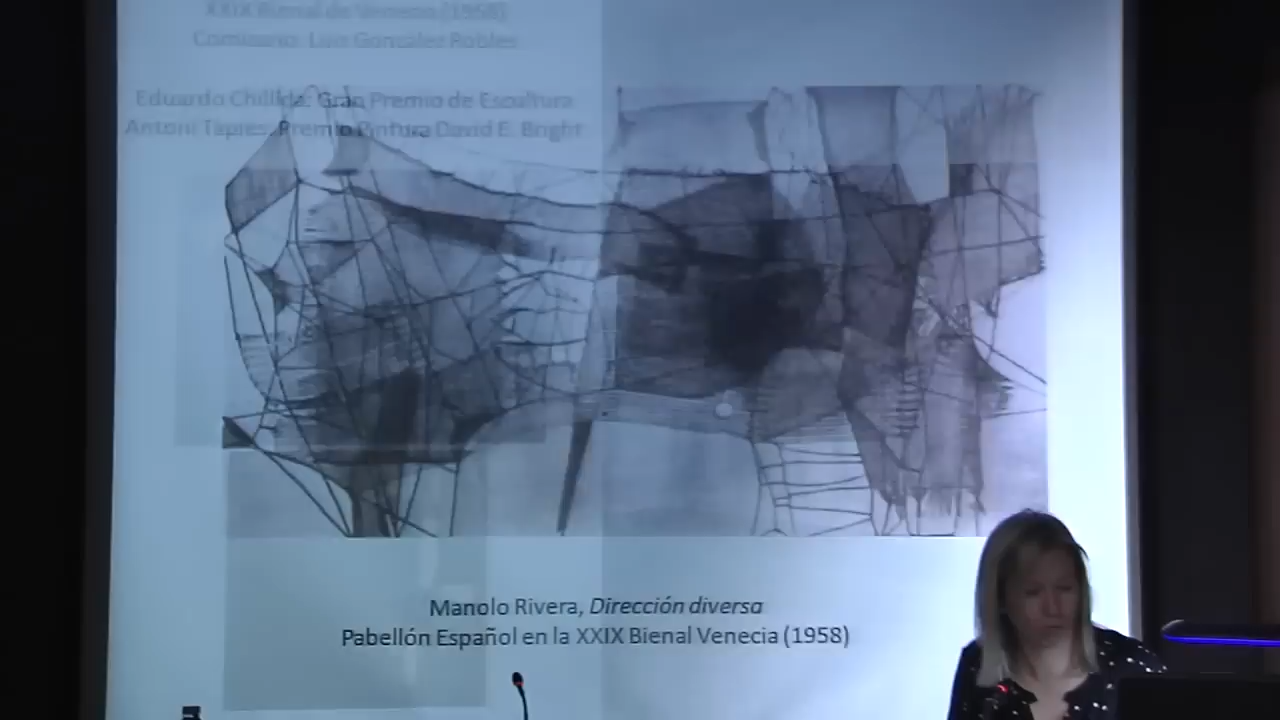 XXIX Bienal de Venecia (1958)
Comisario: Luis González Robles
Eduardo Chillida: Gran Premio de Escultura
Antoni Tàpies: Premio Pintura David E. Bright
Manolo Rivera, Dirección diversa
Pabellón Español en la XXIX Bienal Venecia (1958)